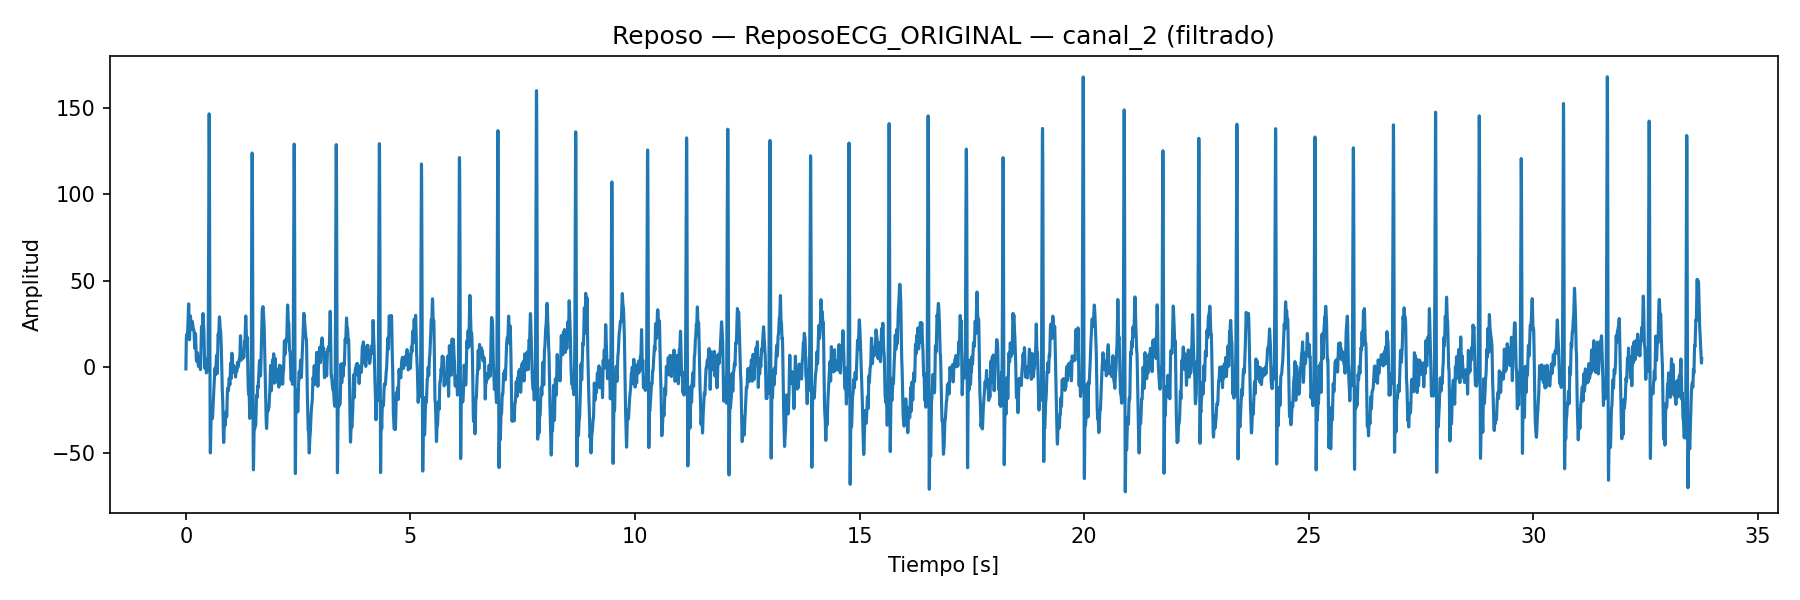 Reposo — ReposoECG_ORIGINAL — canal_2 (filtrado)
Amplitud
150
100
50
0
−50
0 5 10 15 20 25 30 35
Tiempo [s]